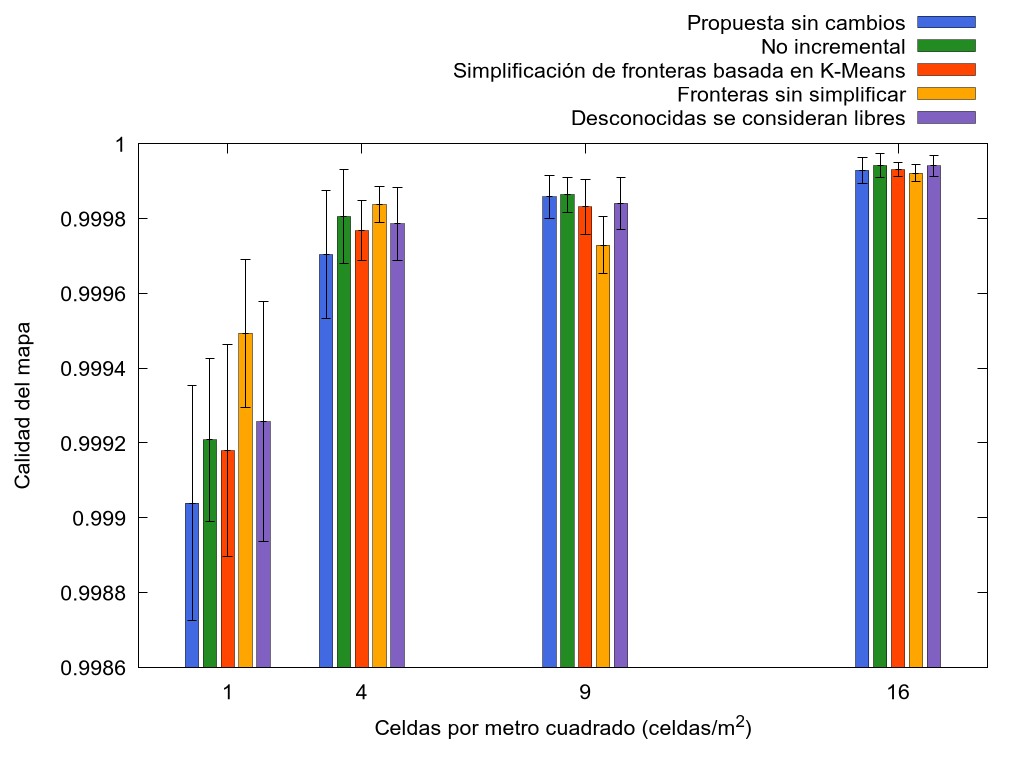 Propuesta sin cambios
No incremental
Simplificación de fronteras basada en K-Means
Fronteras sin simplificar
Desconocidas se consideran libres
1
0.9998
0.9996
0.9994
0.9992
0.999
0.9988
0.9986
Calidad del mapa
1 4 9 16
Celdas por metro cuadrado (celdas/m²)